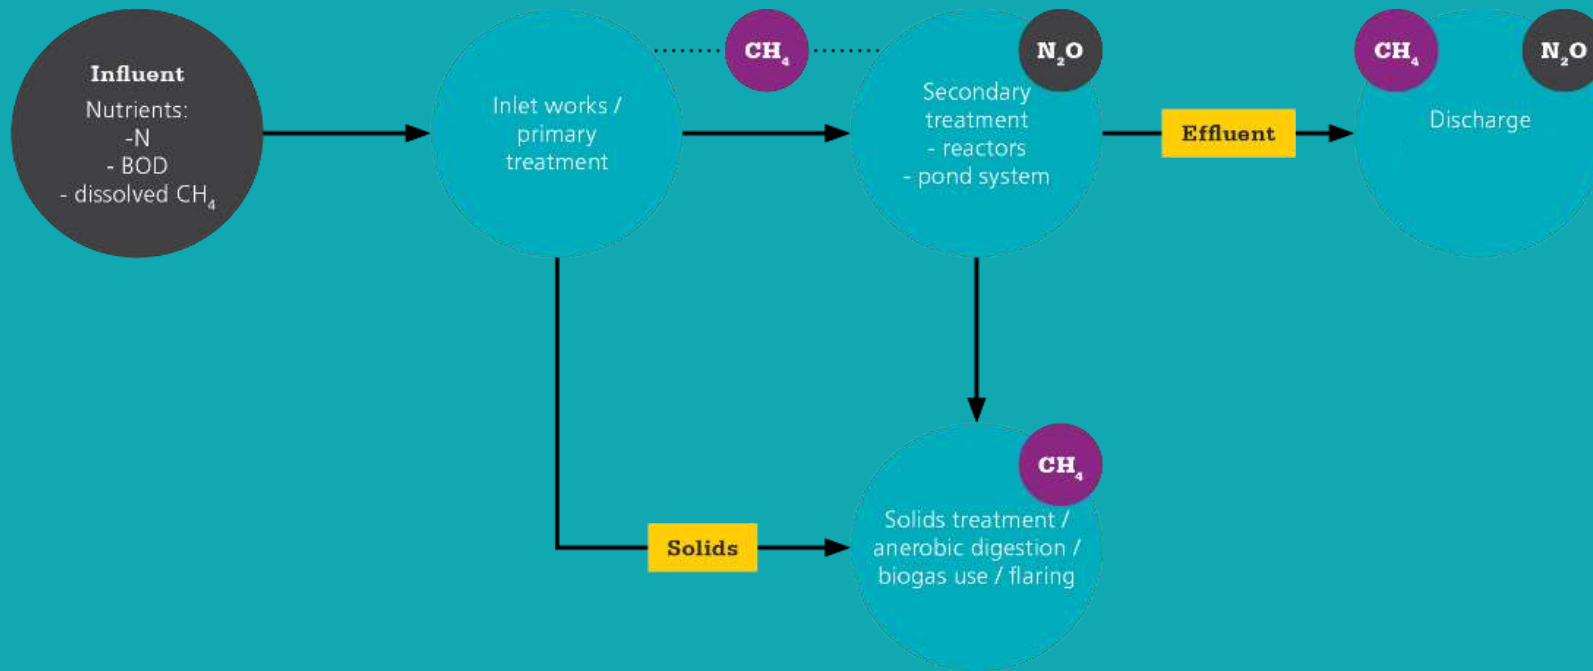 Influent
Nutrients:
-N
- BOD
- dissolved CH₄
Inlet works /
primary
treatment
CH₄
N₂O
Secondary
treatment
- reactors
- pond system
Effluent
CH₄
N₂O
Discharge
Solids
CH₄
Solids treatment /
anerobic digestion /
biogas use / flaring